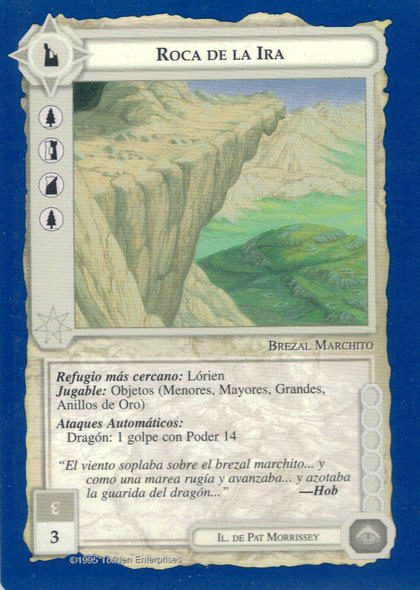 ROCA DE LA IRA
BREZAL MARCHITO
Refugio más cercano: Lórien
Jugable: Objetos (Menores, Mayores, Grandes,
Anillos de Oro)
Ataques Automáticos:
Dragón: 1 golpe con Poder 14
“El viento soplaba sobre el brezal marchito... y
como una marea rugía y avanzaba... y azotaba
la guarida del dragón...” —Hob
ε
3
IL. DE PAT MORRISSEY
©1995 Tolkien Enterprises